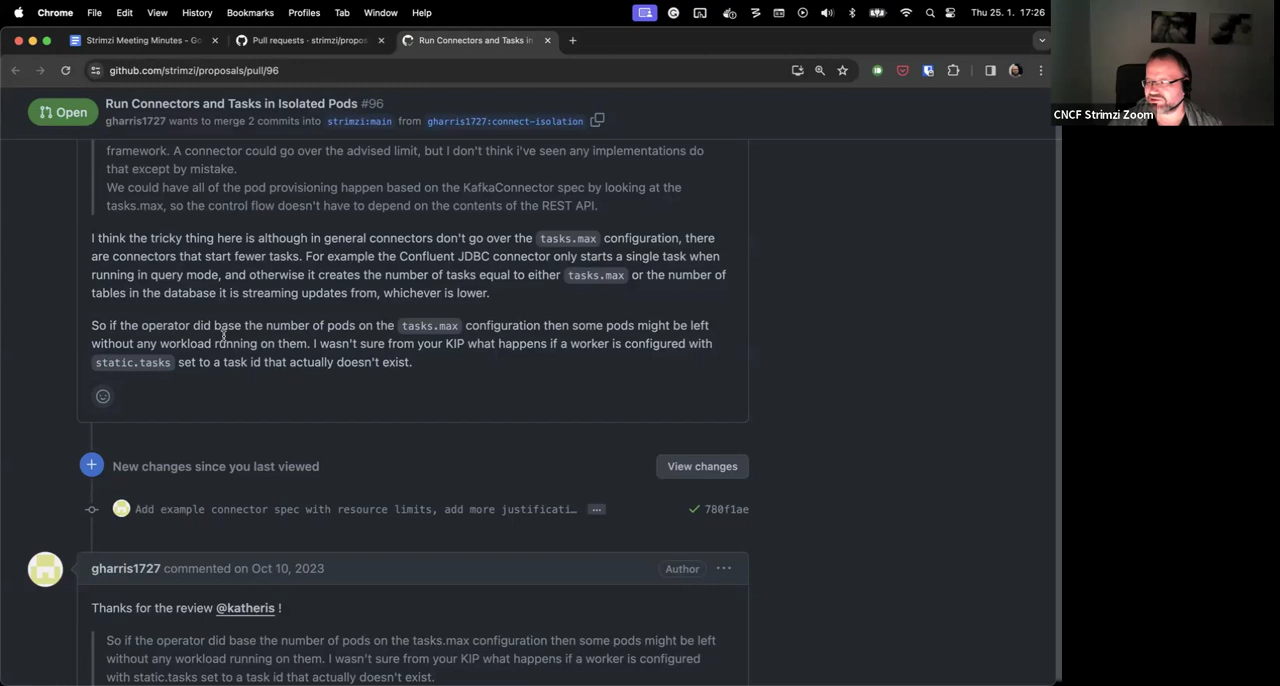 Chrome File Edit View History Bookmarks Profiles Tab Window Help Thu 25. 1. 17:26
Strimzi Meeting Minutes - Go
Pull requests · strimzi/propos
Run Connectors and Tasks in
github.com/strimzi/proposals/pull/96
CNCF Strimzi Zoom
Open
Run Connectors and Tasks in Isolated Pods #96
gharris1727 wants to merge 2 commits into strimzi:main from gharris1727:connect-isolation
framework. A connector could go over the advised limit, but I don't think i've seen any implementations do
that except by mistake.
We could have all of the pod provisioning happen based on the KafkaConnector spec by looking at the
tasks.max, so the control flow doesn't have to depend on the contents of the REST API.
I think the tricky thing here is although in general connectors don't go over the tasks.max configuration, there
are connectors that start fewer tasks. For example the Confluent JDBC connector only starts a single task when
running in query mode, and otherwise it creates the number of tasks equal to either tasks.max or the number of
tables in the database it is streaming updates from, whichever is lower.
So if the operator did base the number of pods on the tasks.max configuration then some pods might be left
without any workload running on them. I wasn't sure from your KIP what happens if a worker is configured with
static.tasks set to a task id that actually doesn't exist.
New changes since you last viewed
View changes
Add example connector spec with resource limits, add more justificati… ... 780f1ae
gharris1727 commented on Oct 10, 2023
Author ...
Thanks for the review @katheris !
So if the operator did base the number of pods on the tasks.max configuration then some pods might be left
without any workload running on them. I wasn't sure from your KIP what happens if a worker is configured
with static.tasks set to a task id that actually doesn't exist.